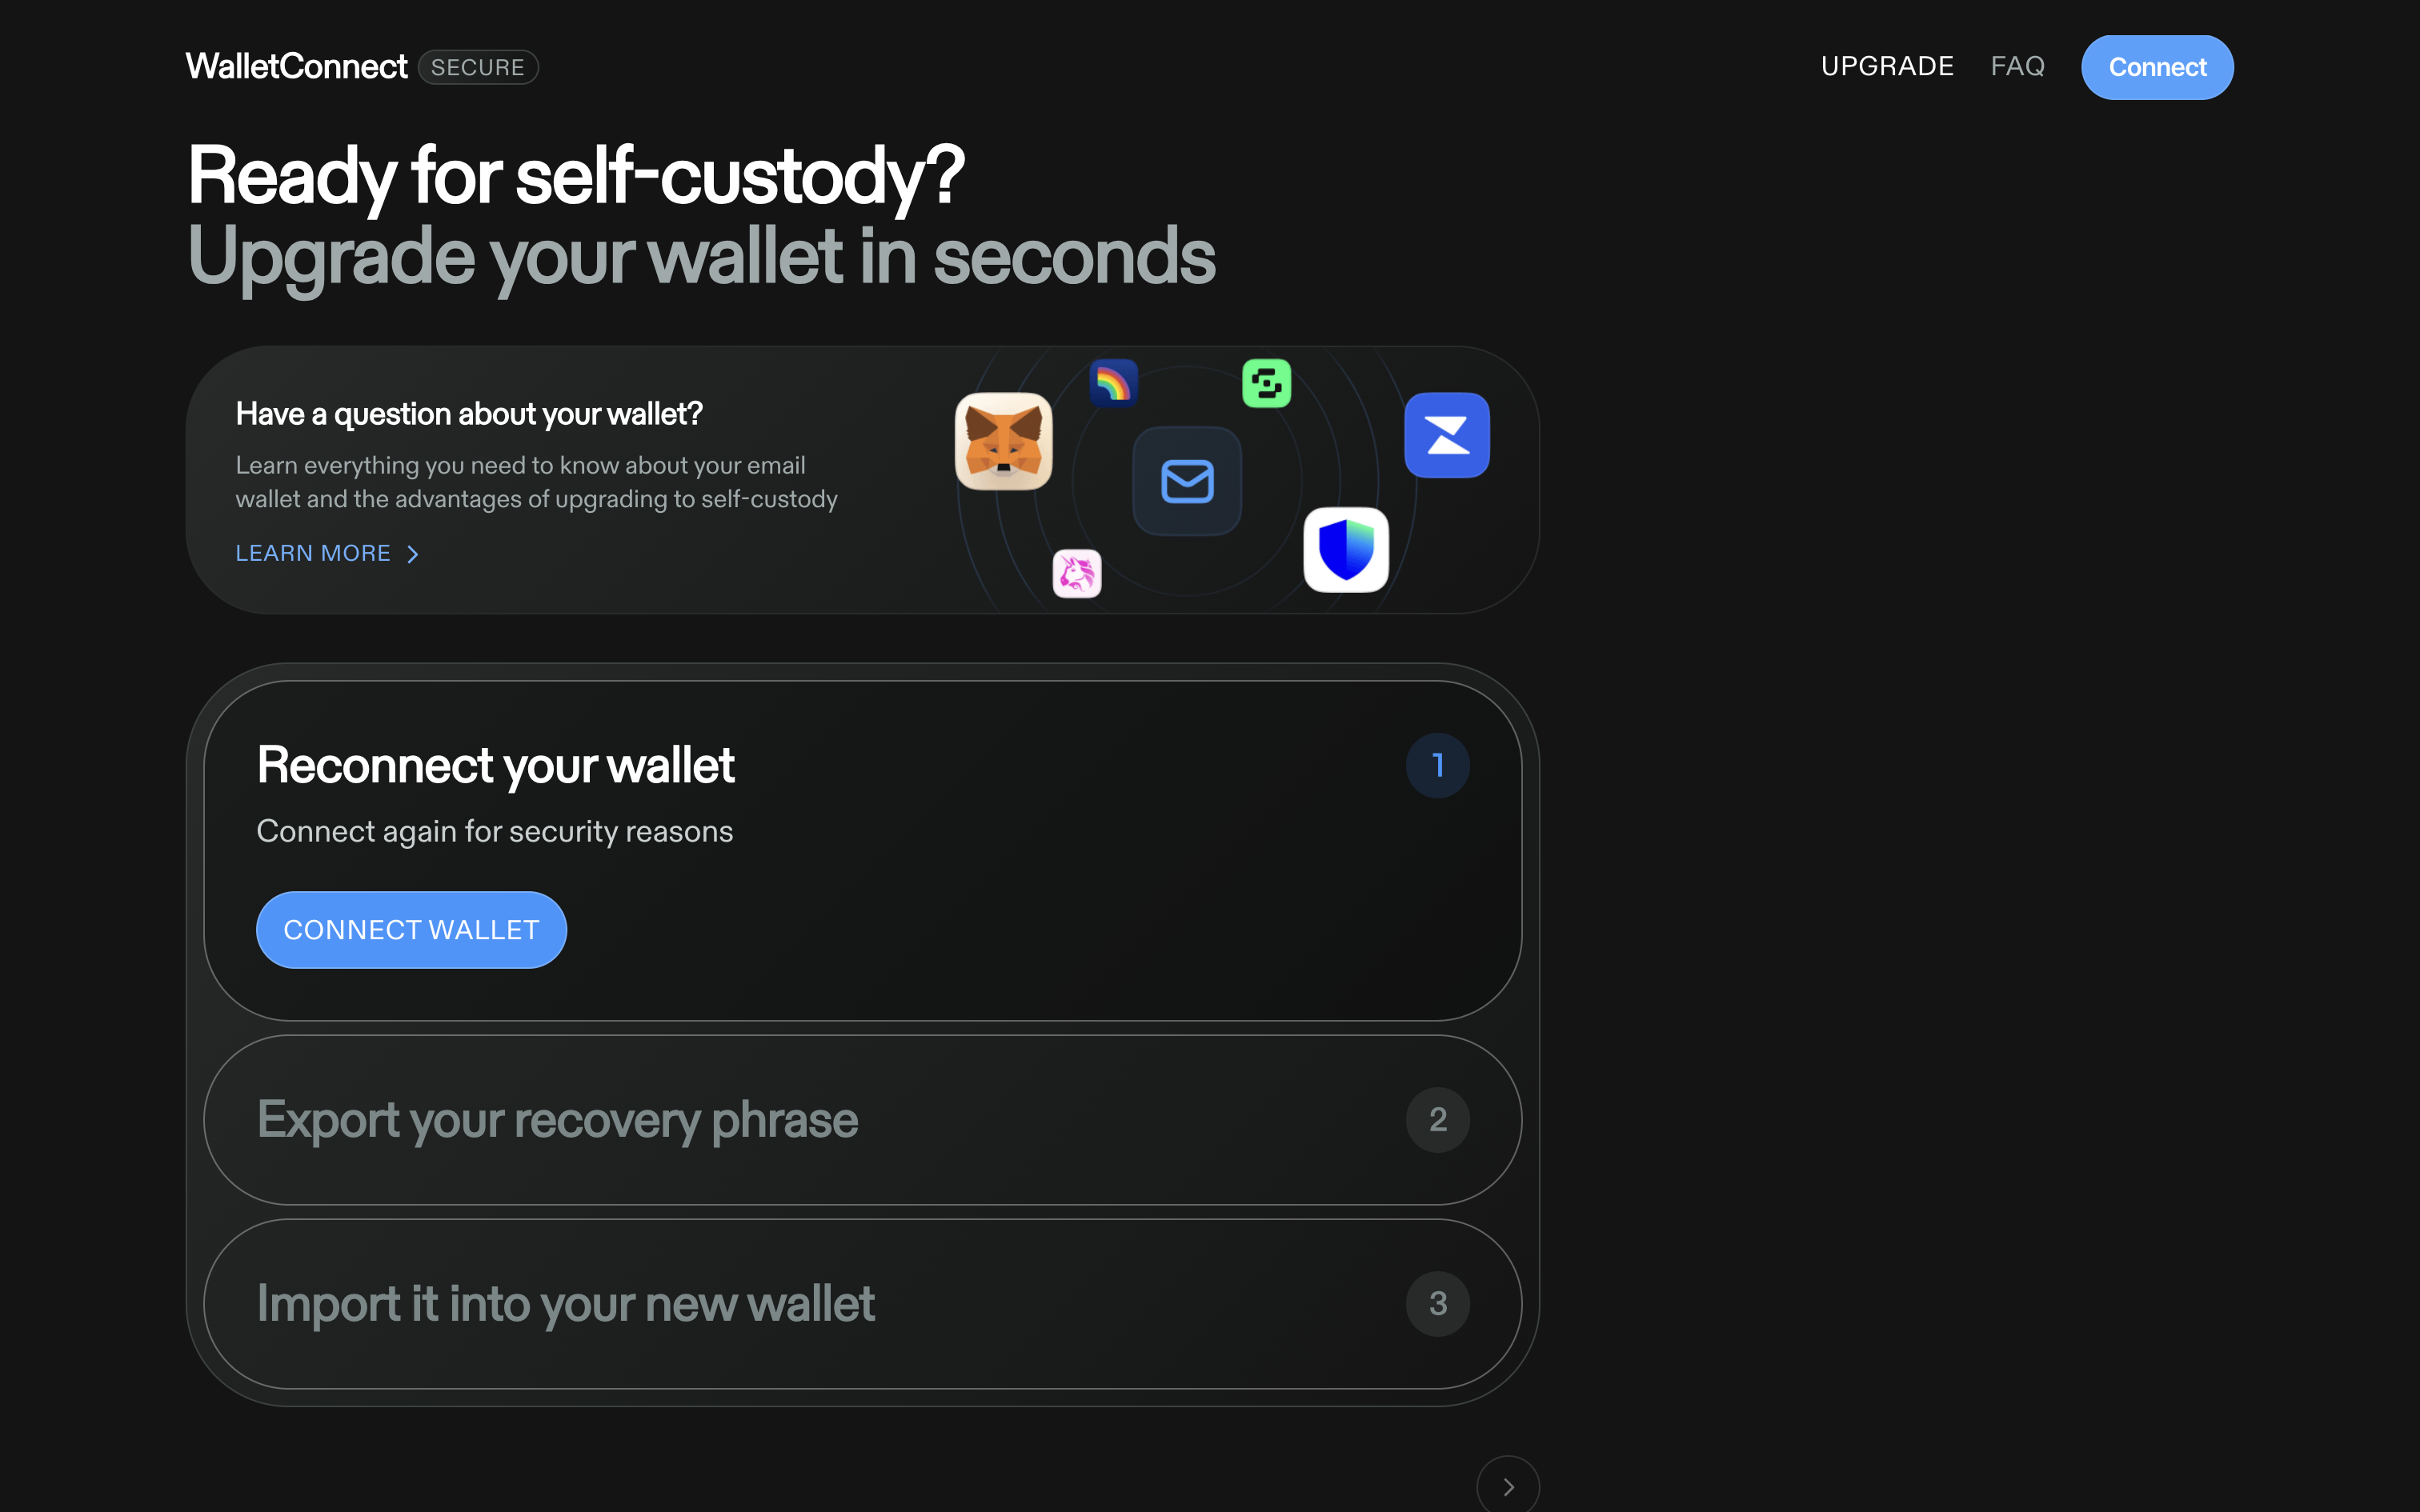 WalletConnect SECURE
UPGRADE FAQ Connect
Ready for self-custody?
Upgrade your wallet in seconds
Have a question about your wallet?
Learn everything you need to know about your email
wallet and the advantages of upgrading to self-custody
LEARN MORE
Reconnect your wallet
1
Connect again for security reasons
CONNECT WALLET
Export your recovery phrase
2
Import it into your new wallet
3